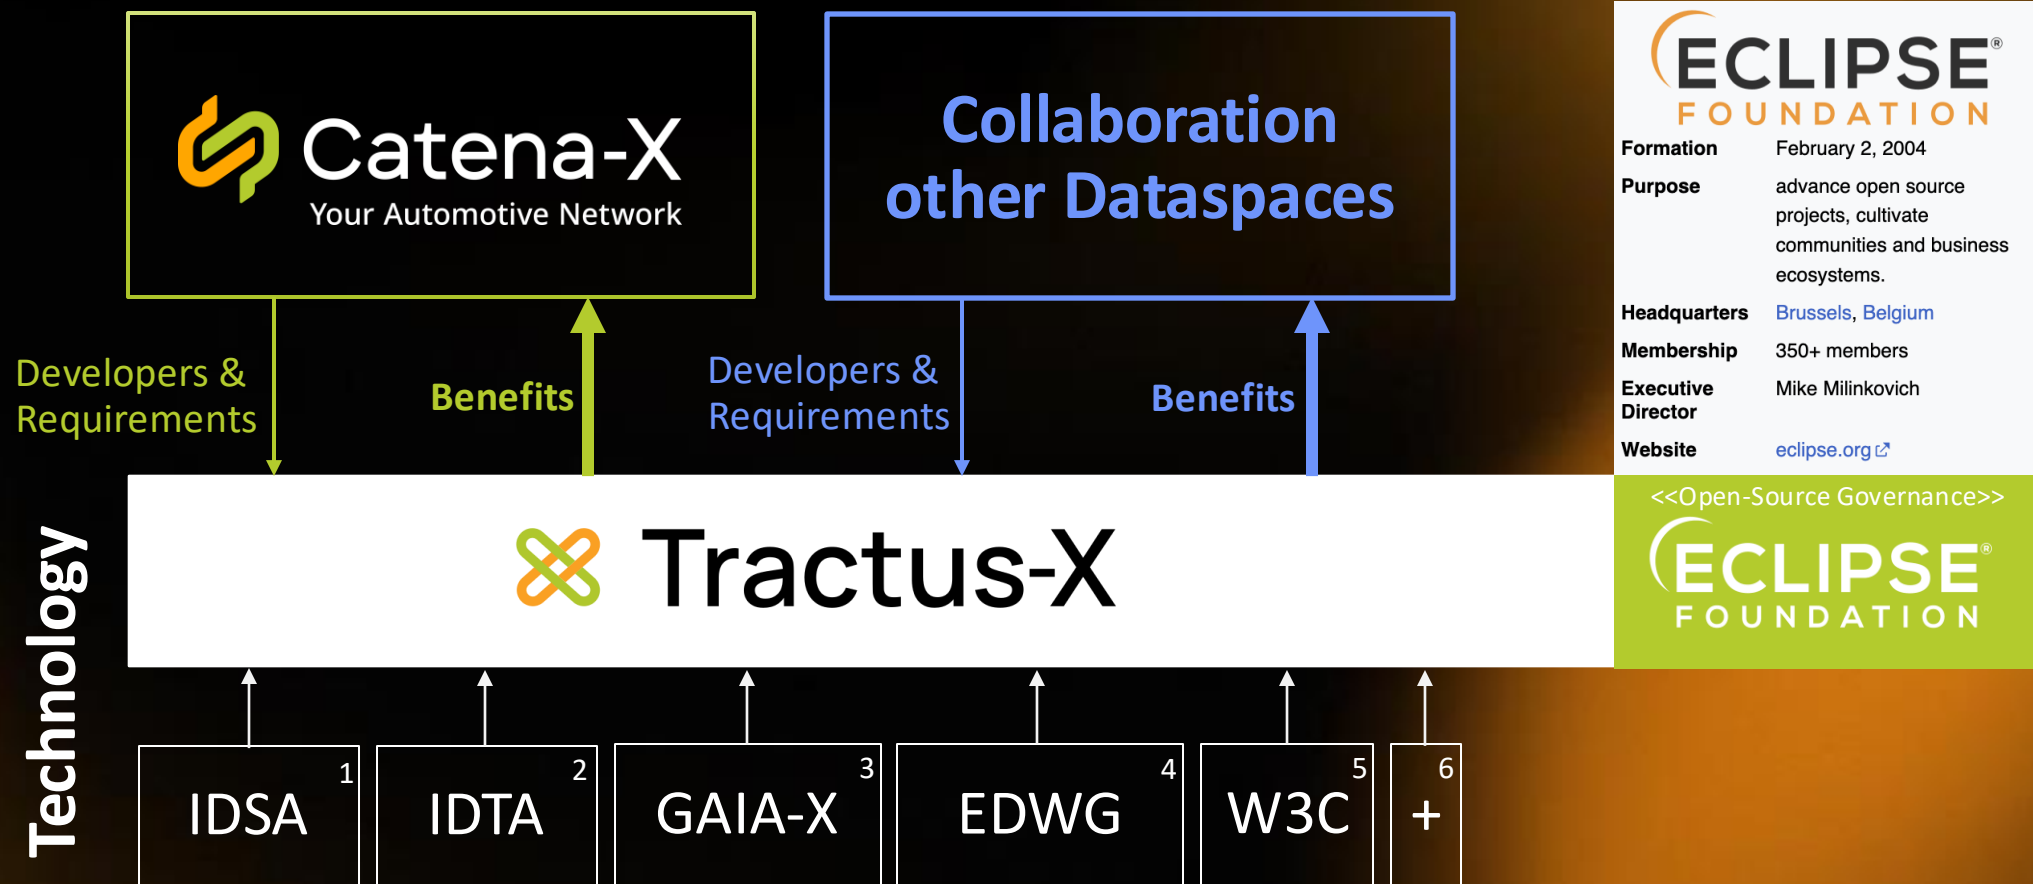 Catena-X
Your Automotive Network
Collaboration
other Dataspaces
ECLIPSE®
FOUNDATION
Formation February 2, 2004
Purpose advance open source
projects, cultivate
communities and business
ecosystems.
Headquarters Brussels, Belgium
Membership 350+ members
Executive Mike Milinkovich
Director
Website eclipse.org
Developers &
Requirements
Benefits
Developers &
Requirements
Benefits
Technology
Tractus-X
<<Open-Source Governance>>
ECLIPSE®
FOUNDATION
1
IDSA
2
IDTA
3
GAIA-X
4
EDWG
5
W3C
6
+